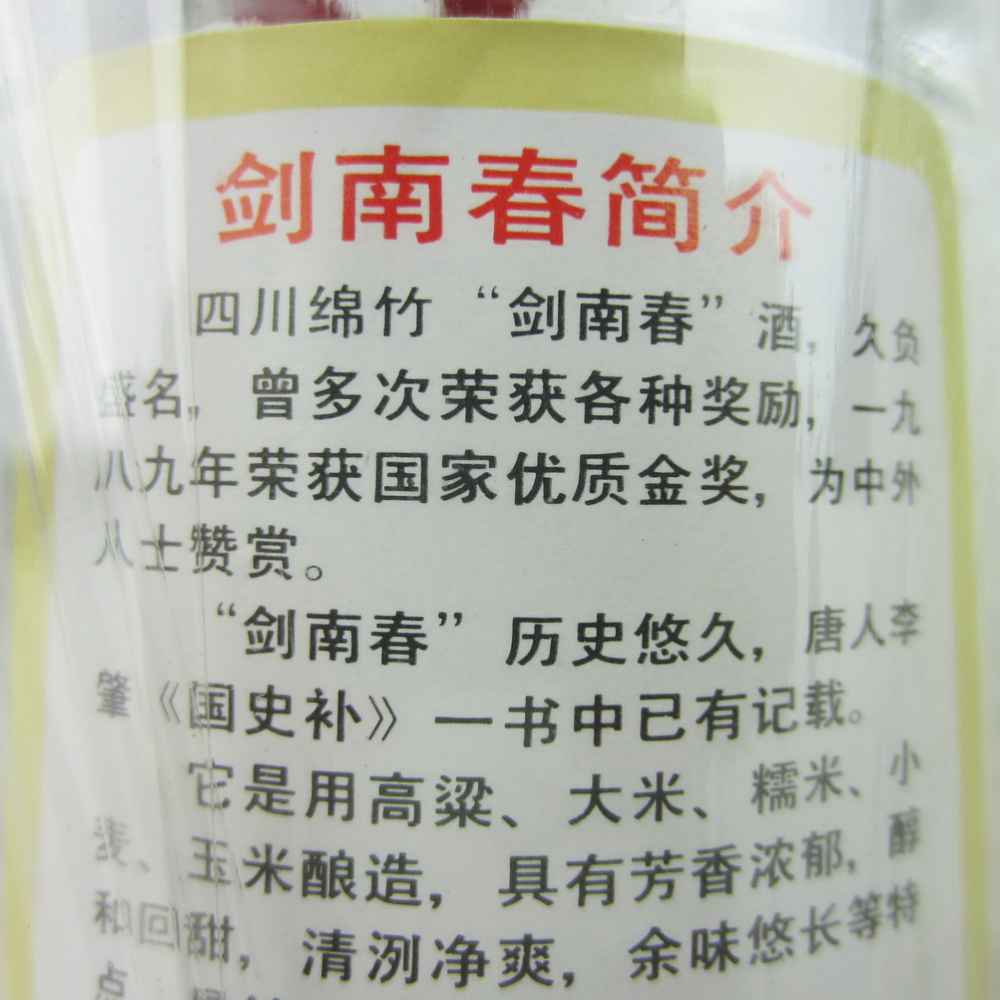 剑南春简介
四川绵竹“剑南春”酒，久负
盛名，曾多次荣获各种奖励，一九
八九年荣获国家优质金奖，为中外
人士赞赏。
“剑南春”历史悠久，唐人李
肇《国史补》一书中已有记载。
它是用高粱、大米、糯米、小
麦、玉米酿造，具有芳香浓郁，醇
和回甜，清洌净爽，余味悠长等特
点